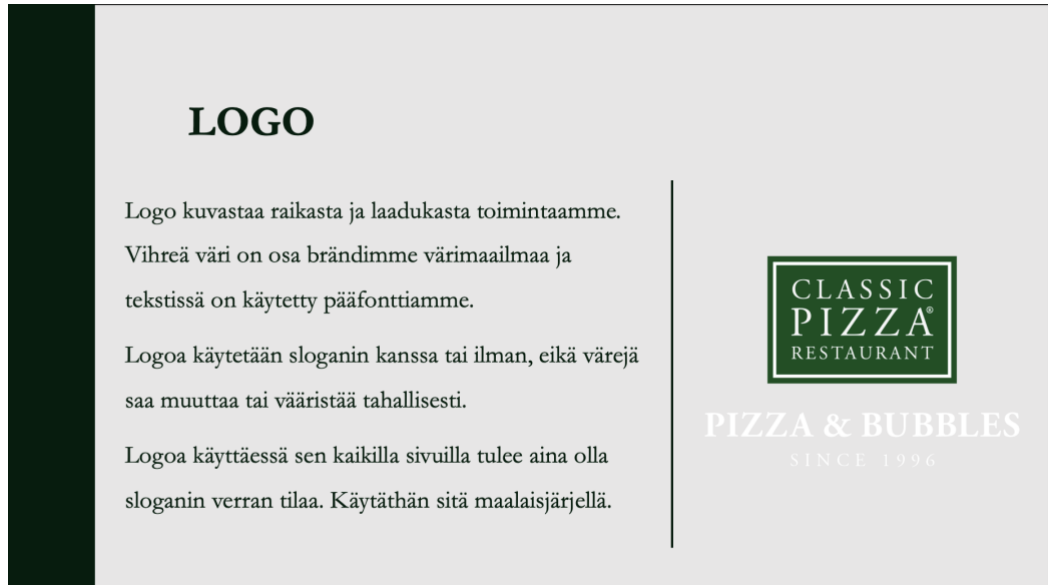 LOGO
Logo kuvastaa raikasta ja laadukasta toimintaamme.
Vihreä väri on osa brändimme värimaailmaa ja
tekstissä on käytetty pääfonttiamme.
Logoa käytetään sloganin kanssa tai ilman, eikä värejä
saa muuttaa tai vääristää tahallisesti.
Logoa käyttäessä sen kaikilla sivuilla tulee aina olla
sloganin verran tilaa. Käytäthän sitä maalaisjärjellä.
CLASSIC
PIZZA®
RESTAURANT
PIZZA & BUBBLES
SINCE 1996